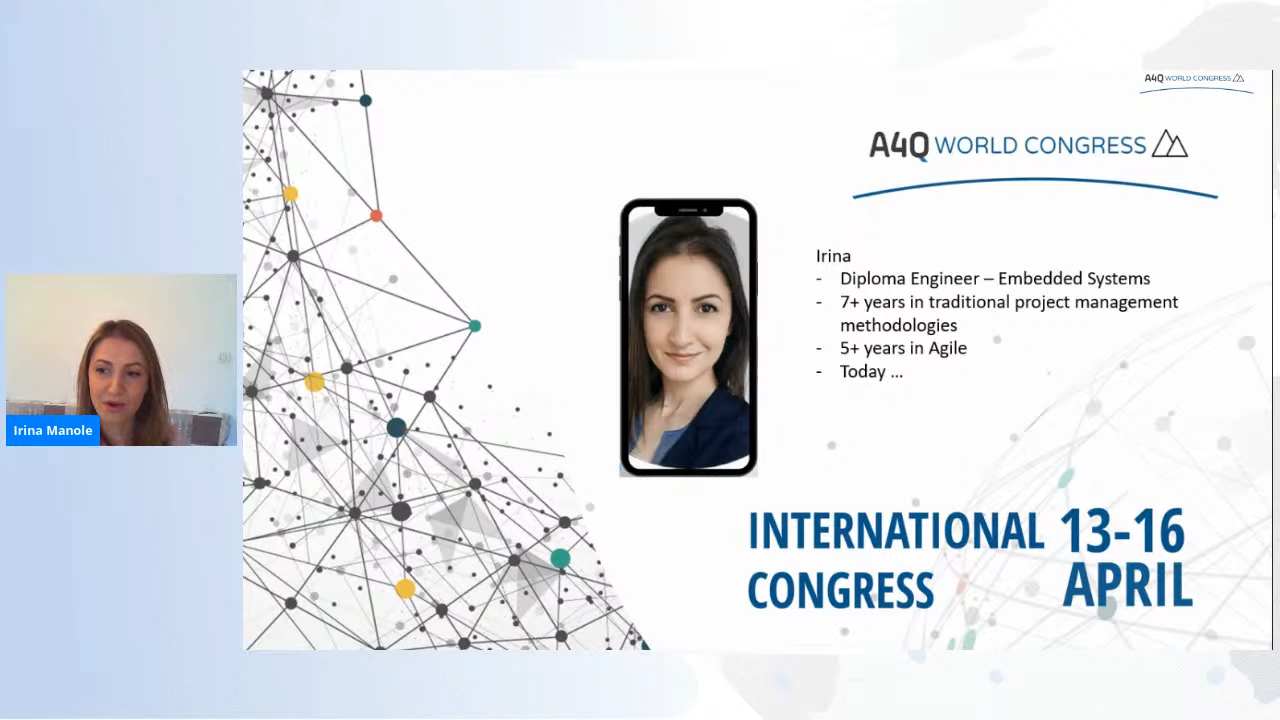 A4Q WORLD CONGRESS
A4Q WORLD CONGRESS
Irina
- Diploma Engineer – Embedded Systems
- 7+ years in traditional project management
methodologies
- 5+ years in Agile
- Today ...
Irina Manole
INTERNATIONAL 13-16
CONGRESS APRIL